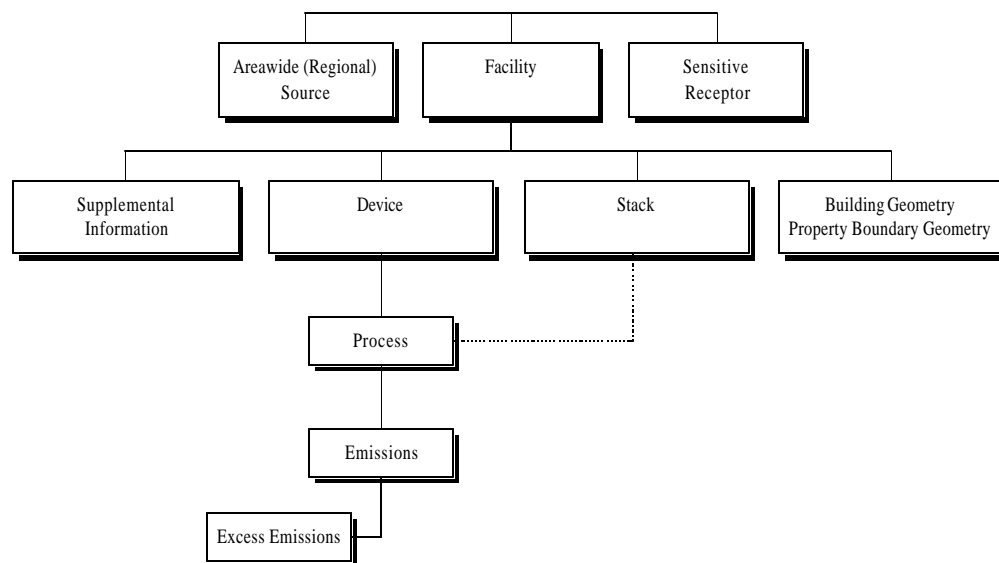 Areawide (Regional)
Source
Facility
Sensitive
Receptor
Supplemental
Information
Device
Stack
Building Geometry
Property Boundary Geometry
Process
Emissions
Excess Emissions